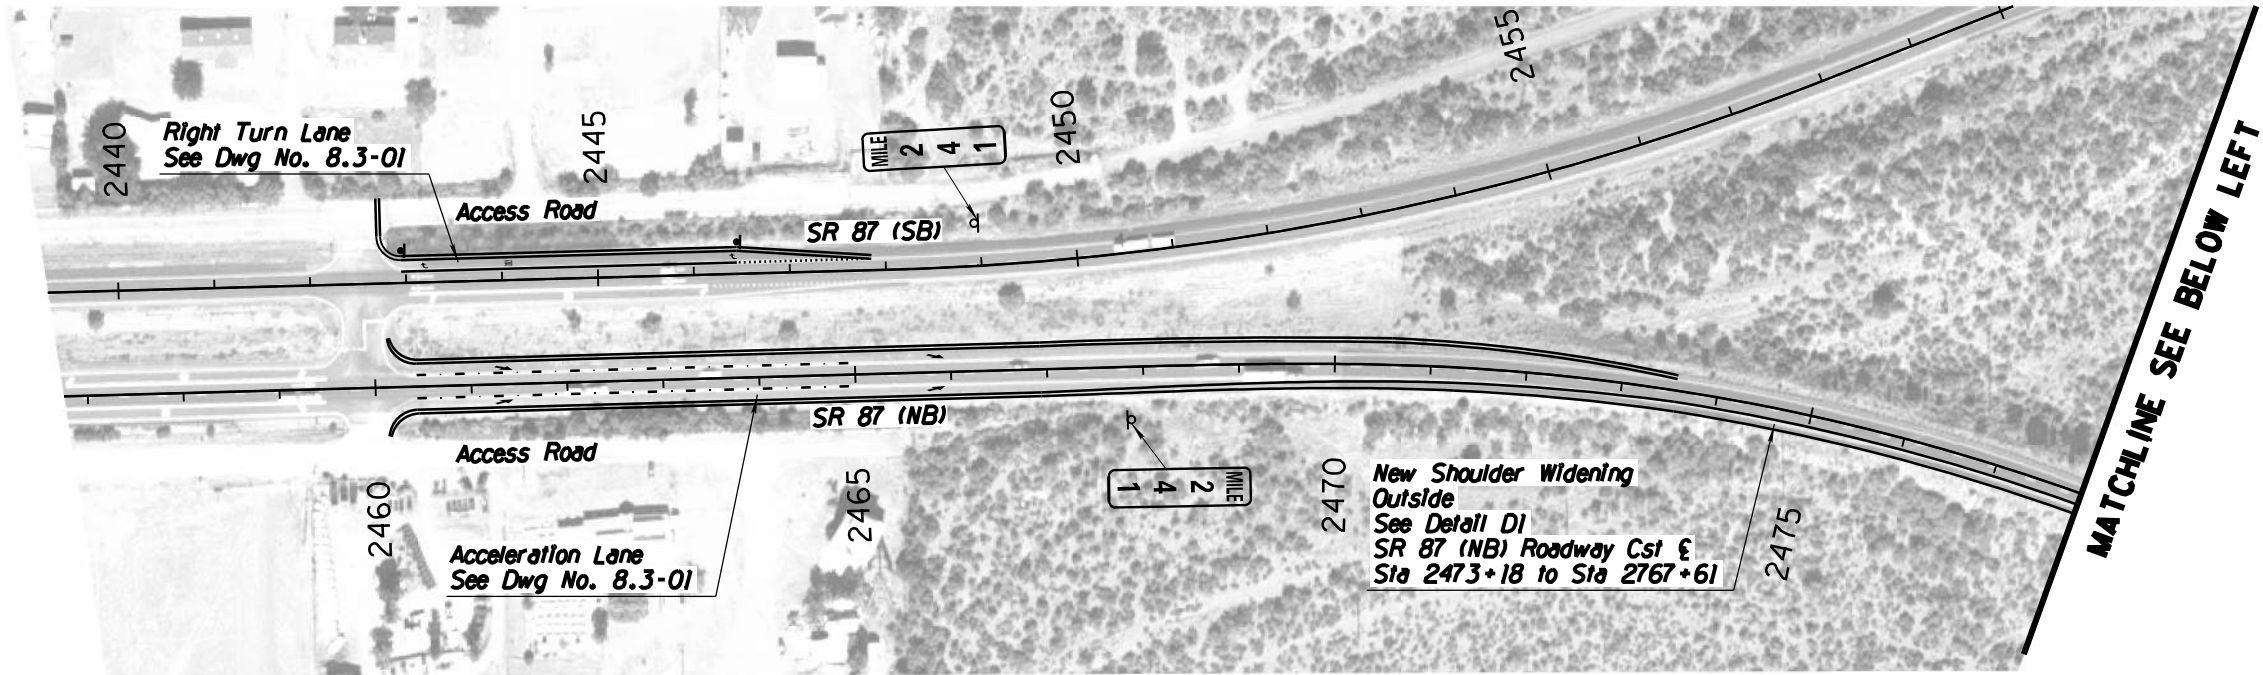 2440
Right Turn Lane
See Dwg No. 8.3-01
2445
MILE
2
4
1
2450
2455
Access Road
SR 87 (SB)
SR 87 (NB)
Access Road
2460
Acceleration Lane
See Dwg No. 8.3-01
2465
MILE
2
4
1
2470
New Shoulder Widening
Outside
See Detail D1
SR 87 (NB) Roadway Cst ℄
Sta 2473+18 to Sta 2767+61
2475
MATCHLINE SEE BELOW LEFT